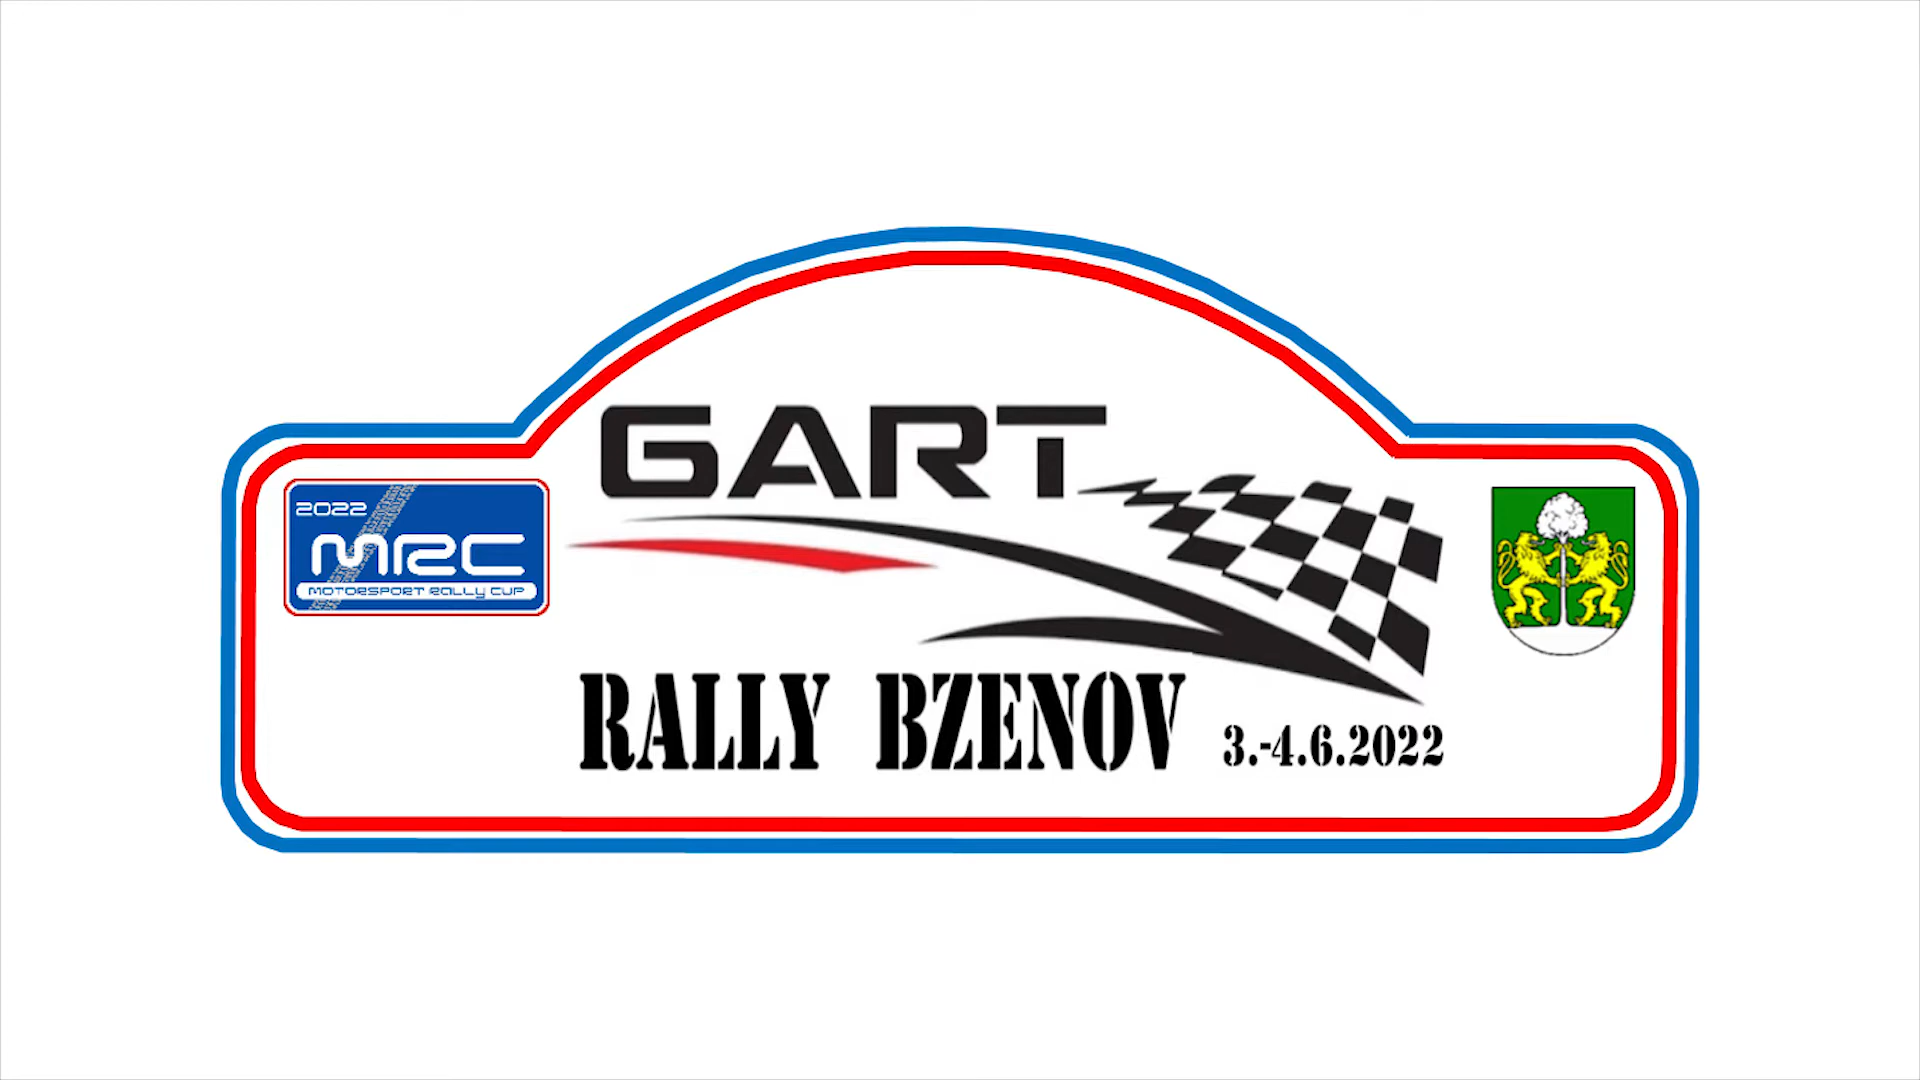 GART
2022
MRC
MOTORSPORT RALLY CUP
RALLY BZENOV 3.-4.6.2022